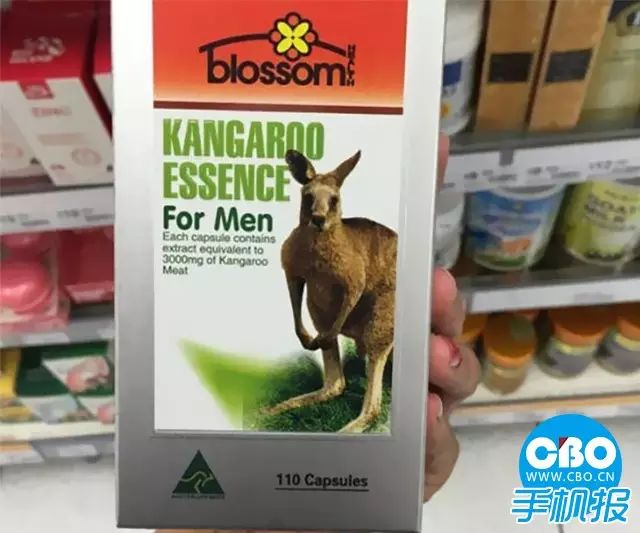 blossom
HEALTH
KANGAROO
ESSENCE
For Men
Each capsule contains
extract equivalent to
3000mg of Kangaroo
Meat
110 Capsules
CBO
WWW.CBO.CN
手机报